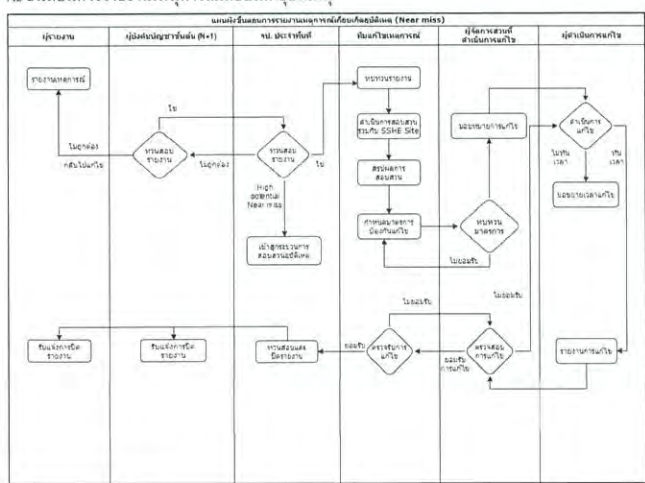 แผนผังขั้นตอนการรายงานเหตุการณ์เกือบเกิดอุบัติเหตุ (Near miss)
ผู้รายงาน
ผู้บังคับบัญชาชั้นต้น (N+1)
จป. ประจำพื้นที่
ทีมแก้ไขเหตุการณ์
ผู้จัดการส่วนที่
ดำเนินการแก้ไข
ผู้ดำเนินการแก้ไข
รายงานเหตุการณ์
ไม่ถูกต้อง
กลับไปแก้ไข
ทวนสอบ
รายงาน
ใช่
ไม่ถูกต้อง
ทวนสอบ
รายงาน
ใช่
High
potential
Near miss
เข้าสู่กระบวนการ
สอบสวนอุบัติเหตุ
ทบทวนรายงาน
ดำเนินการสอบสวน
ร่วมกับ SSHE Site
สรุปผลการ
สอบสวน
กำหนดมาตรการ
ป้องกันแก้ไข
มอบหมายการแก้ไข
ทบทวน
มาตรการ
ไม่ยอมรับ
ดำเนินการ
แก้ไข
ไม่ทัน
เวลา
ทัน
เวลา
ขอขยายเวลาแก้ไข
ไม่ยอมรับ
ไม่ยอมรับ
รับแจ้งการปิด
รายงาน
รับแจ้งการปิด
รายงาน
ทวนสอบและ
ปิดรายงาน
ยอมรับ
ตรวจรับการ
แก้ไข
ยอมรับ
การแก้ไข
ตรวจสอบ
การแก้ไข
รายงานการแก้ไข